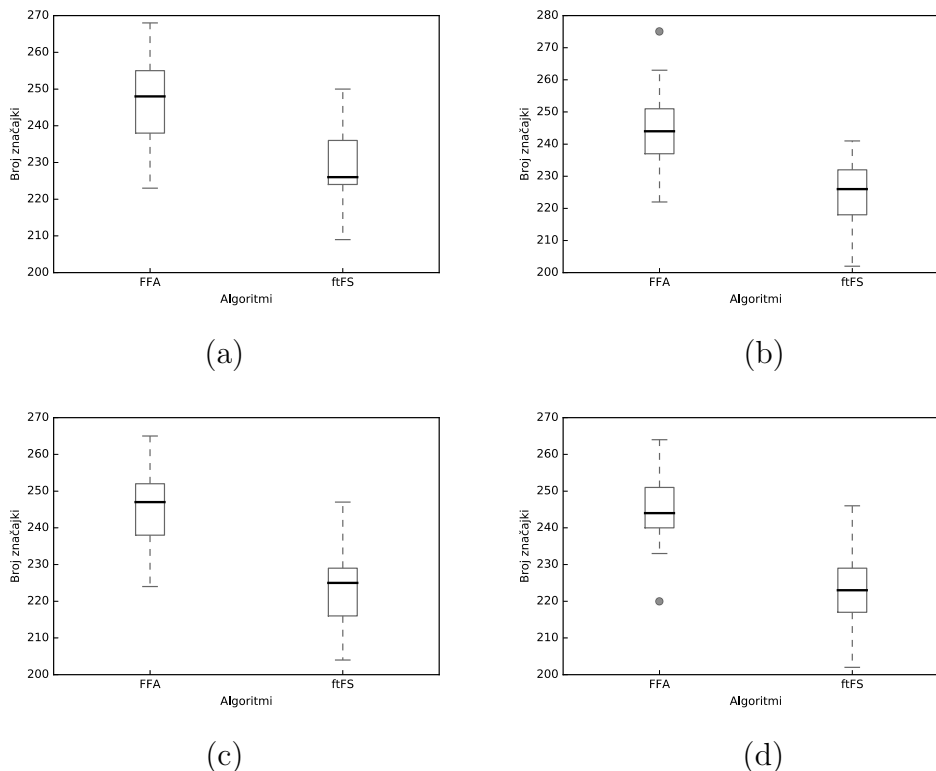 270
260
250
240
230
220
210
200
Broj značajki
FFA
ftFS
Algoritmi
(a)
280
270
260
250
240
230
220
210
200
Broj značajki
FFA
ftFS
Algoritmi
(b)
270
260
250
240
230
220
210
200
Broj značajki
FFA
ftFS
Algoritmi
(c)
270
260
250
240
230
220
210
200
Broj značajki
FFA
ftFS
Algoritmi
(d)